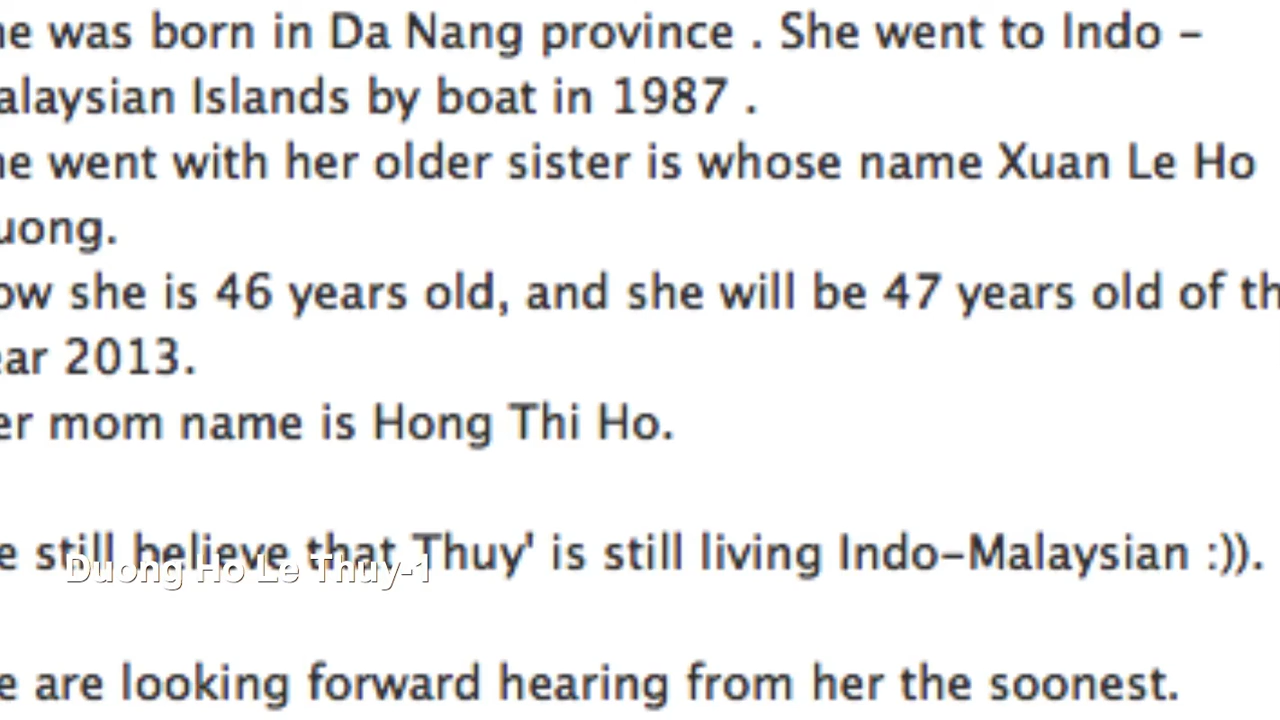 he was born in Da Nang province . She went to Indo -
alaysian Islands by boat in 1987 .
he went with her older sister is whose name Xuan Le Ho
uong.
ow she is 46 years old, and she will be 47 years old of th
ear 2013.
er mom name is Hong Thi Ho.
e still believe that Thuy' is still living Indo-Malaysian :)).
Duong Ho Le Thuy-1
e are looking forward hearing from her the soonest.